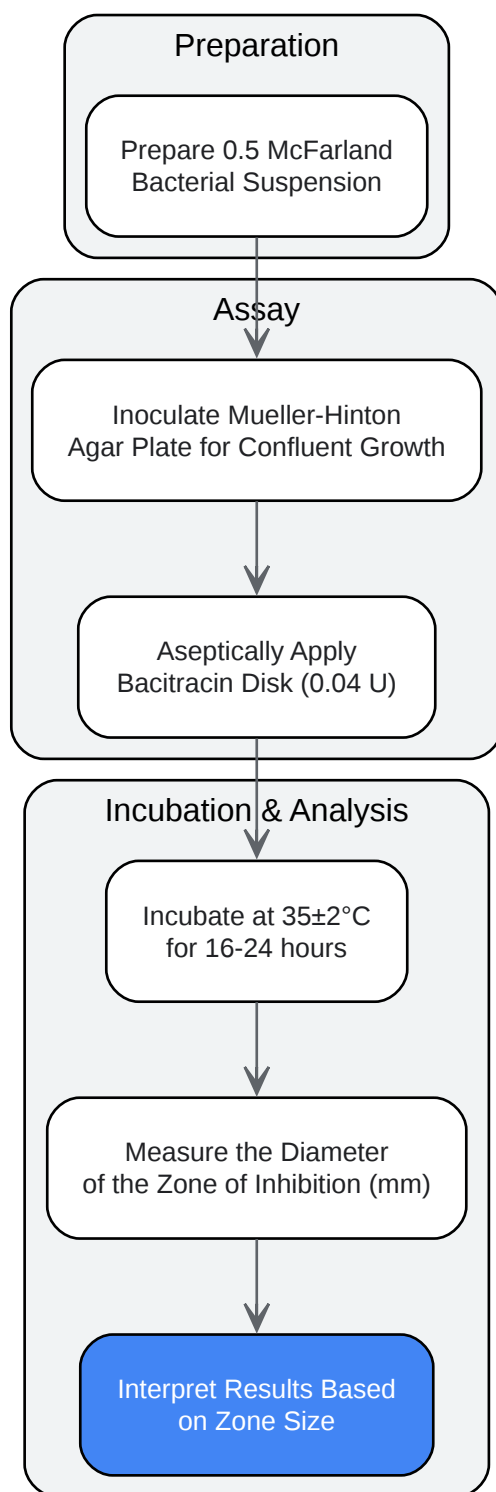 Preparation
Prepare 0.5 McFarland
Bacterial Suspension
Assay
Inoculate Mueller-Hinton
Agar Plate for Confluent Growth
Aseptically Apply
Bacitracin Disk (0.04 U)
Incubation & Analysis
Incubate at 35±2°C
for 16-24 hours
Measure the Diameter
of the Zone of Inhibition (mm)
Interpret Results Based
on Zone Size